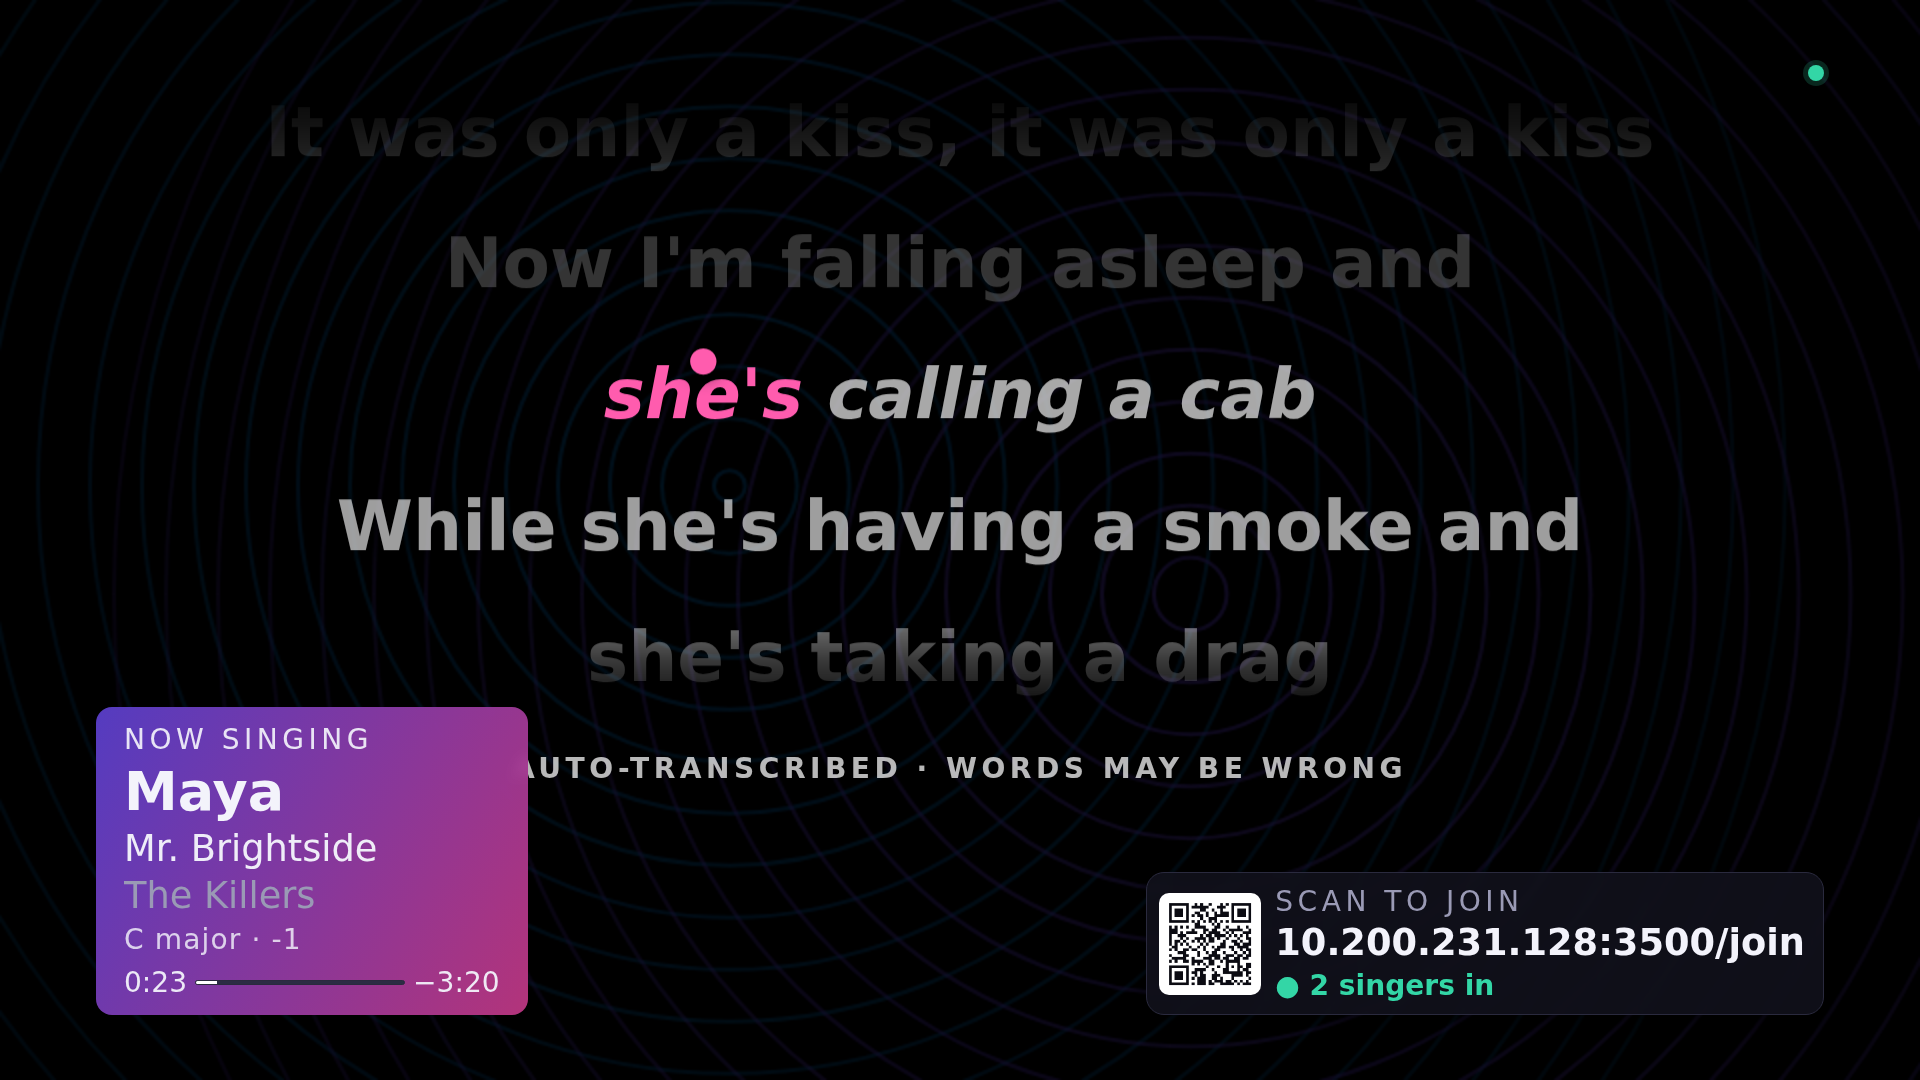 It was only a kiss, it was only a kiss
Now I'm falling asleep and
she's calling a cab
While she's having a smoke and
she's taking a drag
AUTO-TRANSCRIBED · WORDS MAY BE WRONG
NOW SINGING
Maya
Mr. Brightside
The Killers
C major · -1
0:23 −3:20
SCAN TO JOIN
10.200.231.128:3500/join
2 singers in